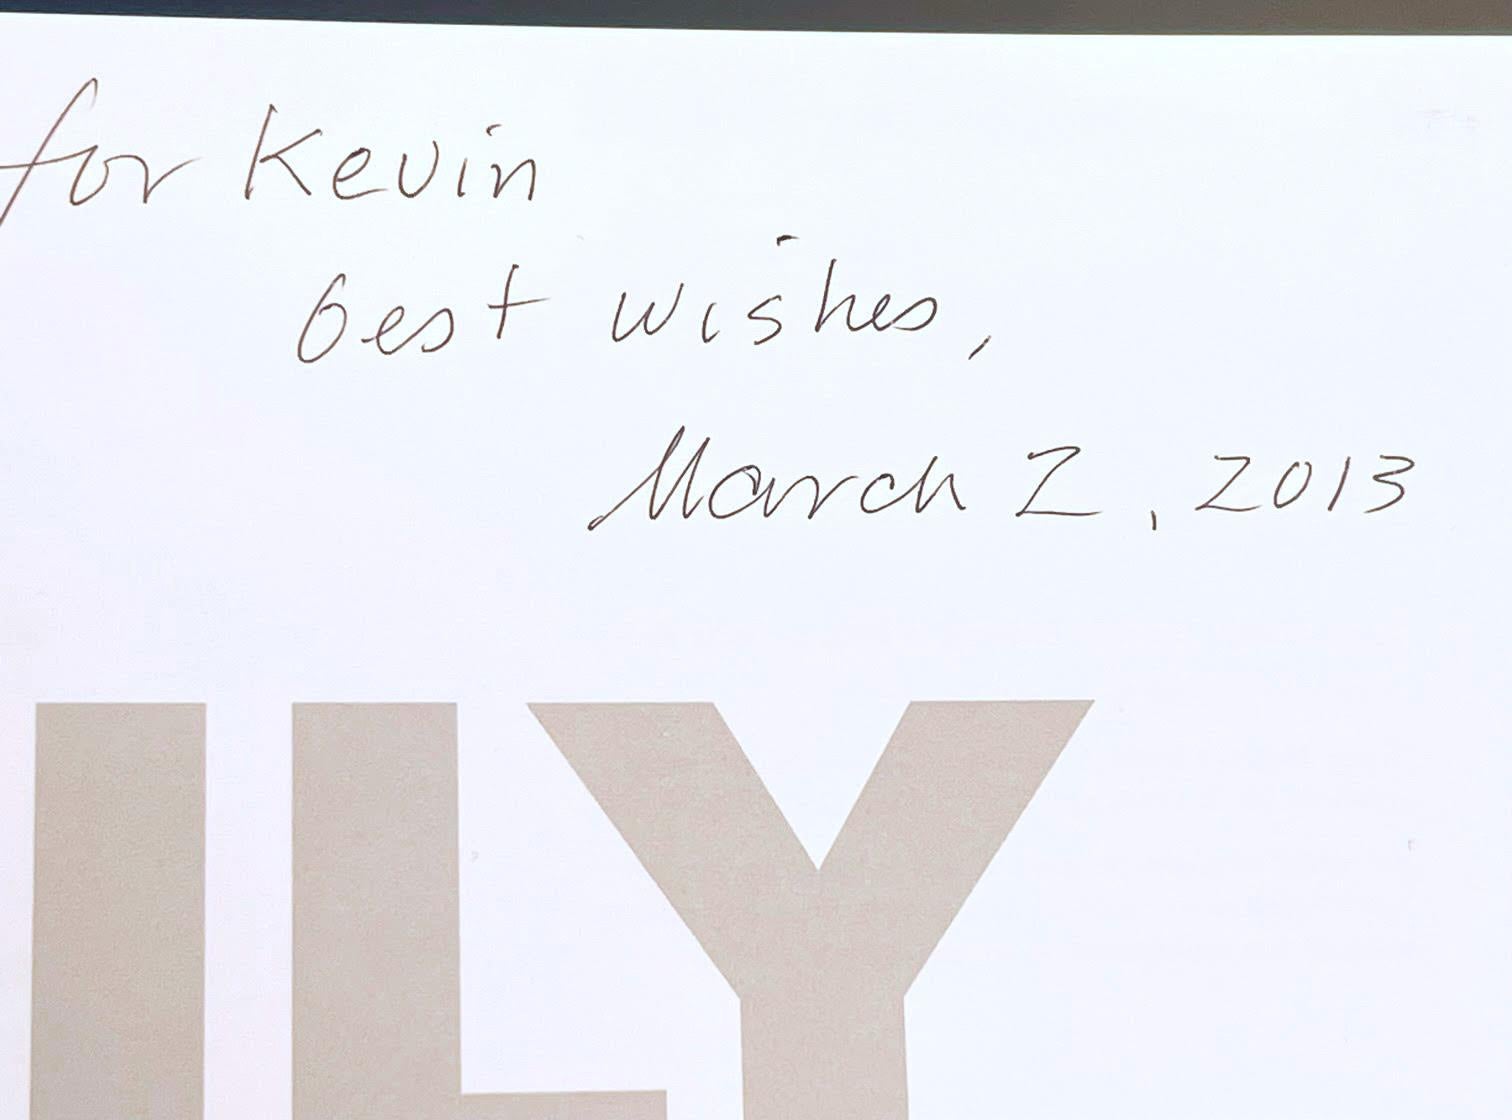 for Kevin
best wishes,
March 2, 2013
ILY